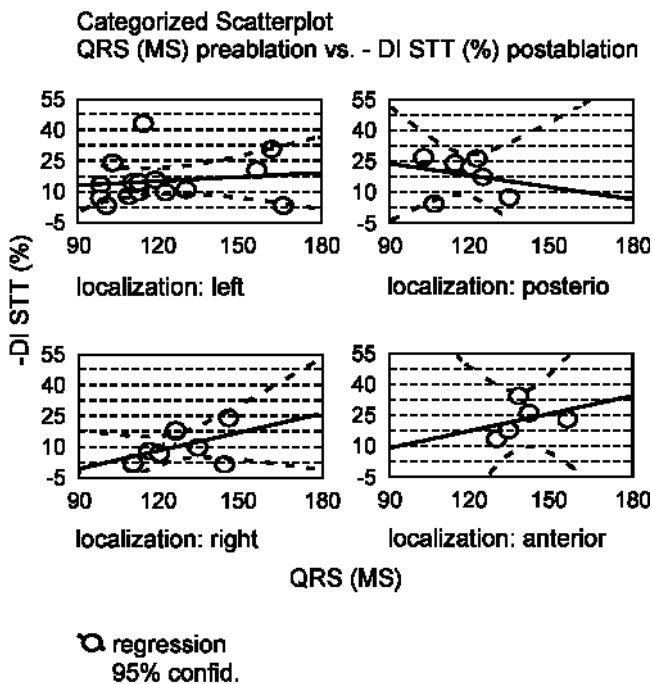 Categorized Scatterplot
QRS (MS) preablation vs. - DI STT (%) postablation
55
40
25
10
-5
90 120 150 180
localization: left
55
40
25
10
-5
90 120 150 180
localization: posterio
-DI STT (%)
55
40
25
10
-5
90 120 150 180
localization: right
55
40
25
10
-5
90 120 150 180
localization: anterior
QRS (MS)
regression
95% confid.